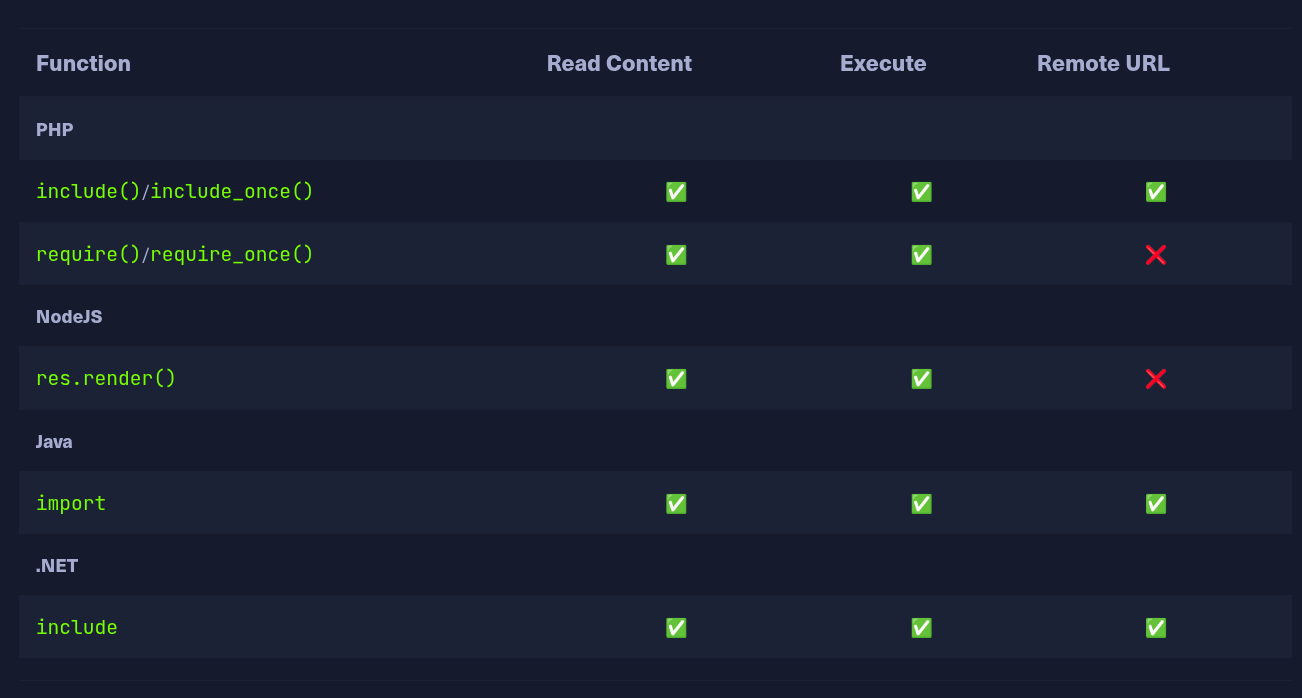 Function Read Content Execute Remote URL
PHP
include()/include_once() ✅ ✅ ✅
require()/require_once() ✅ ✅ ❌
NodeJS
res.render() ✅ ✅ ❌
Java
import ✅ ✅ ✅
.NET
include ✅ ✅ ✅